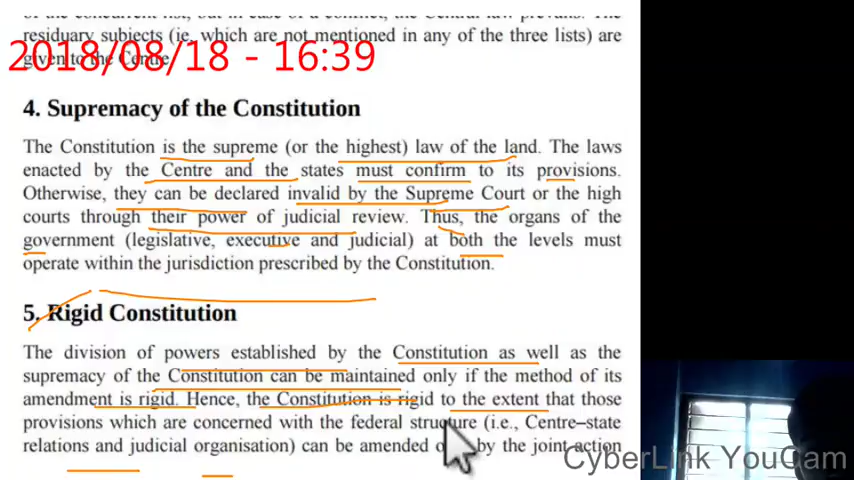 residuary subjects (ie, which are not mentioned in any of the three lists) are
given to the Centre.
2018/08/18 - 16:39
4. Supremacy of the Constitution
The Constitution is the supreme (or the highest) law of the land. The laws
enacted by the Centre and the states must confirm to its provisions.
Otherwise, they can be declared invalid by the Supreme Court or the high
courts through their power of judicial review. Thus, the organs of the
government (legislative, executive and judicial) at both the levels must
operate within the jurisdiction prescribed by the Constitution.
5. Rigid Constitution
The division of powers established by the Constitution as well as the
supremacy of the Constitution can be maintained only if the method of its
amendment is rigid. Hence, the Constitution is rigid to the extent that those
provisions which are concerned with the federal structure (i.e., Centre–state
relations and judicial organisation) can be amended by the joint action
CyberLink YouCam